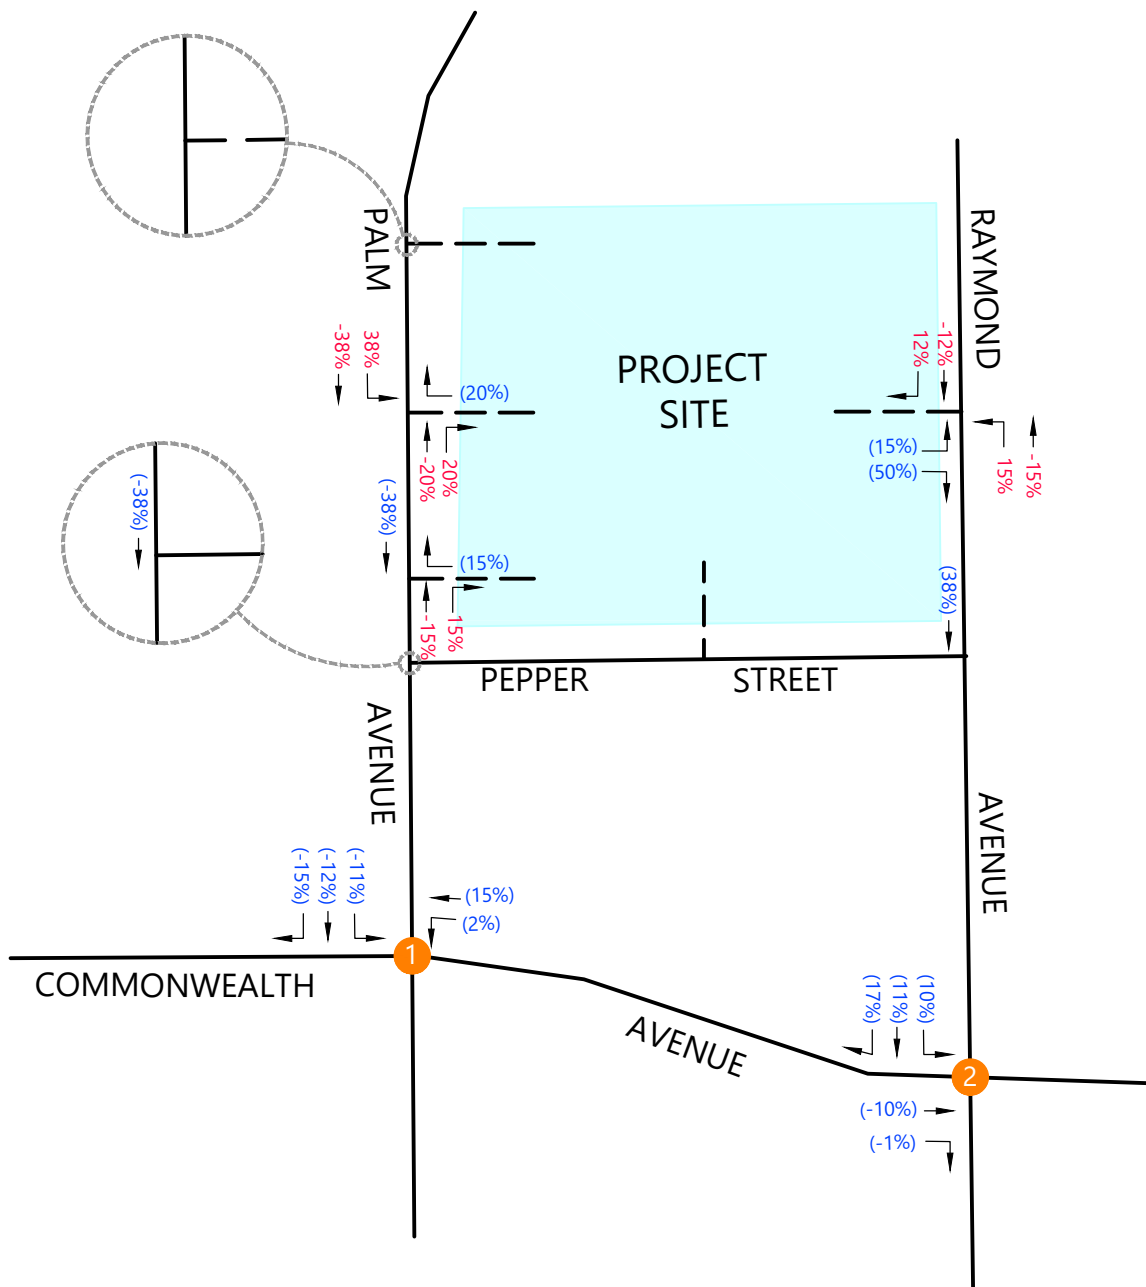 PALM
RAYMOND
-38%
38%
(20%)
PROJECT
SITE
12%
-12%
-20%
20%
(15%)
(50%)
15%
-15%
(-38%)
(-38%)
(15%)
-15%
15%
(38%)
PEPPER
STREET
AVENUE
AVENUE
(-15%)
(-12%)
(-11%)
(15%)
(2%)
1
COMMONWEALTH
AVENUE
(17%)
(11%)
(10%)
2
(-10%)
(-1%)